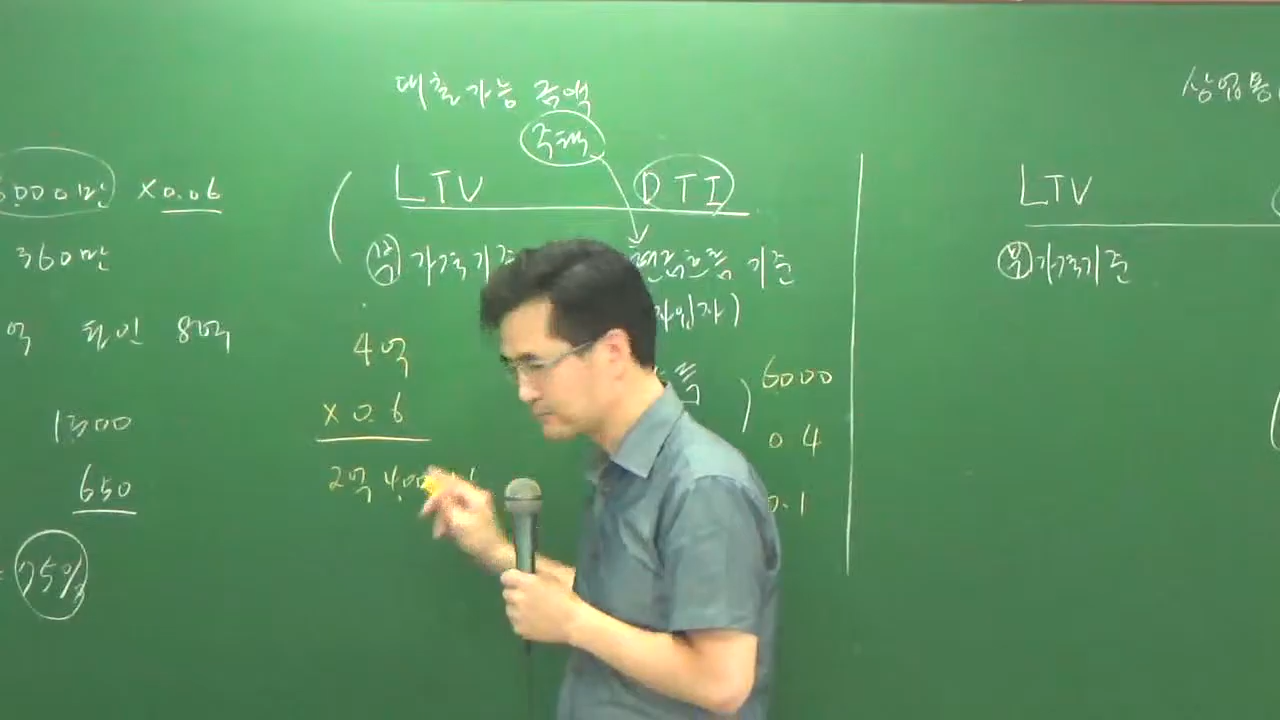 대출가능 금액
주택
상업용
LTV DTI
LTV
5000만 ×0.06
가격기준
현금흐름 기준
가격기준
360만
차입자)
억 할인 8억
4억
× 0.6
2억 400
1300
650
75%
6000
0.4
0.1